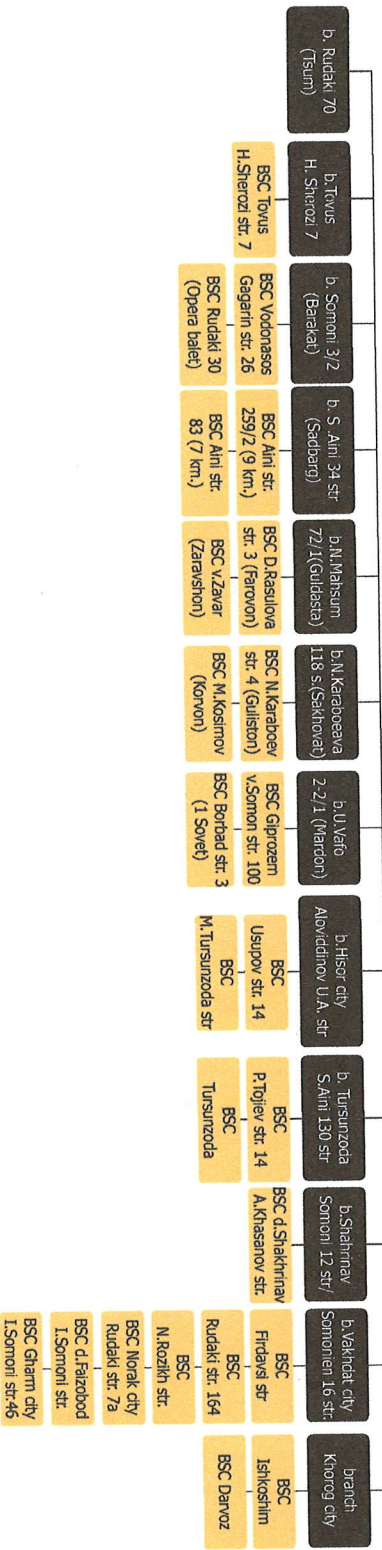 b. Rudaki 70
(Tsum)
b.Tovus
H. Sherozi 7
BSC Tovus
H.Sherozi str. 7
b. Somoni 3/2
(Barakat)
BSC Vodonasos
Gagarin str. 26
BSC Rudaki 30
(Opera balet)
b. S .Aini 34 str
(Sadbarg)
BSC Aini str.
259/2 (9 km.)
BSC Aini str.
83 (7 km.)
b.N.Mahsum
72/1(Guldasta)
BSC D.Rasulova
str. 3 (Farovon)
BSC v.Zavar
(Zaravshon)
b.N.Karaboeava
118 s.(Sakhovat)
BSC N.Karaboev
str. 4 (Guliston)
BSC M.Kosimov
(Korvon)
b.U.Vafo
2-2/1 (Mardon)
BSC Giprozem
v.Somon str. 100
BSC Borbad str. 3
(1 Sovet)
b.Hisor city
Aloviddinov U.A. str
BSC
Usupov str. 14
BSC
M.Tursunzoda str
b. Tursunzoda
S.Aini 130 str
BSC
P.Tojiev str. 14
BSC
Tursunzoda
b.Shahrinav
Somoni 12 str/
BSC d.Shakhrinav
A.Khasanov str.
b.Vakhdat city
Somonien 16 str.
BSC
Firdavsi str
BSC
Rudaki str. 164
BSC
N.Rozikh str.
BSC Norak city
Rudaki str. 7a
BSC d.Faizobod
I.Somoni str.
BSC Gharm city
I.Somoni str.46
branch
Khorog city
BSC
Ishkoshim
BSC Darvoz